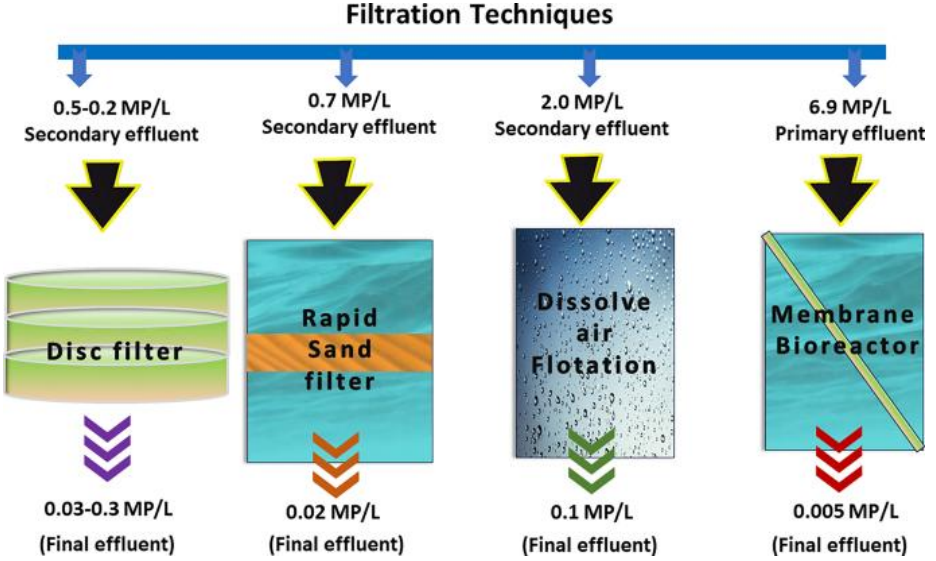 Filtration Techniques
0.5-0.2 MP/L
Secondary effluent
0.7 MP/L
Secondary effluent
2.0 MP/L
Secondary effluent
6.9 MP/L
Primary effluent
Disc filter
Rapid
Sand
filter
Dissolve
air
Flotation
Membrane
Bioreactor
0.03-0.3 MP/L
(Final effluent)
0.02 MP/L
(Final effluent)
0.1 MP/L
(Final effluent)
0.005 MP/L
(Final effluent)